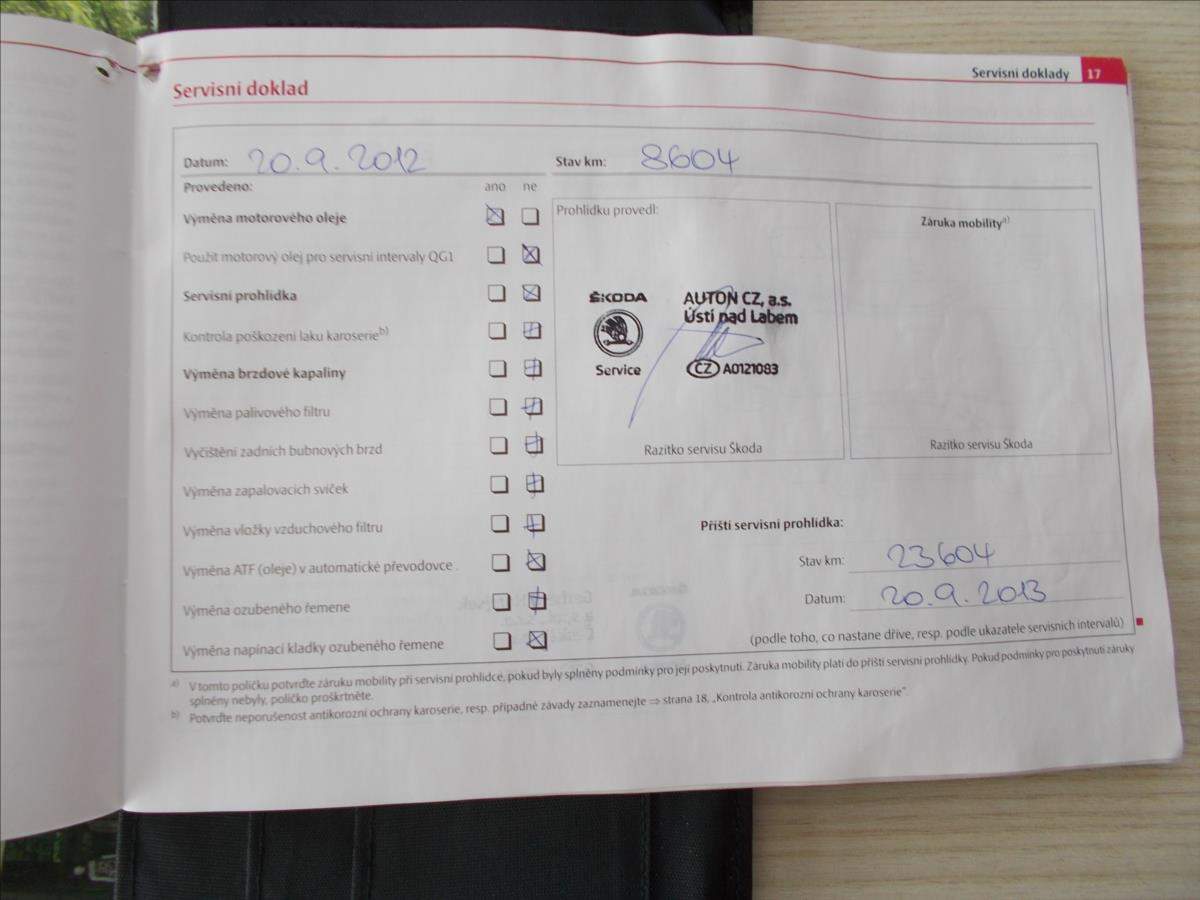 Servisní doklady 17
Servisní doklad
Datum: 20.9.2012
Stav km: 8604
Provedeno: ano ne
Výměna motorového oleje
Použit motorový olej pro servisní intervaly QG1
Servisní prohlídka
Kontrola poškození laku karoserie b)
Výměna brzdové kapaliny
Výměna palivového filtru
Vyčištění zadních bubnových brzd
Výměna zapalovacích svíček
Výměna vložky vzduchového filtru
Výměna ATF (oleje) v automatické převodovce .
Výměna ozubeného řemene
Výměna napínací kladky ozubeného řemene
Prohlídku provedl:
ŠKODA
Service
AUTON CZ, a.s.
Ústí nad Labem
CZ A0121083
Razítko servisu Škoda
Záruka mobility a)
Razítko servisu Škoda
Příští servisní prohlídka:
Stav km: 23604
Datum: 20.9.2013
(podle toho, co nastane dříve, resp. podle ukazatele servisních intervalů)
a) V tomto políčku potvrďte záruku mobility při servisní prohlídce, pokud byly splněny podmínky pro její poskytnutí. Záruka mobility platí do příští servisní prohlídky. Pokud podmínky pro poskytnutí záruky
splněny nebyly, políčko proškrtněte.
b) Potvrďte neporušenost antikorozní ochrany karoserie, resp. případné závady zaznamenejte ⇒ strana 18, „Kontrola antikorozní ochrany karoserie“.